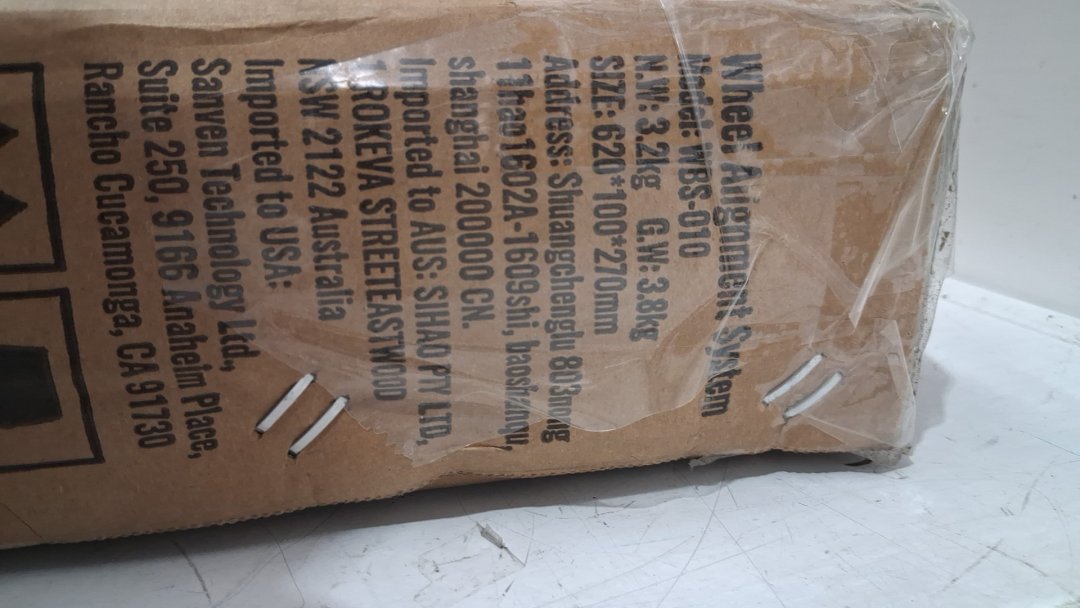 Wheel Aignment System
Model: WBS-010
N.W: 3.2kg G.W: 3.8kg
SIZE: 620*100*270mm
Address: Shuangchenglu 803nong
11hao1602A-1609shi, baoshanqu,
shanghai 200000 CN.
Imported to AUS: SIHAO PTY LTD,
1 ROKEVA STREETEASTWOOD
NSW 2122 Australia
Imported to USA:
Sanven Technology Ltd,
Suite 250, 9166 Anaheim Place,
Rancho Cucamonga, CA 91730